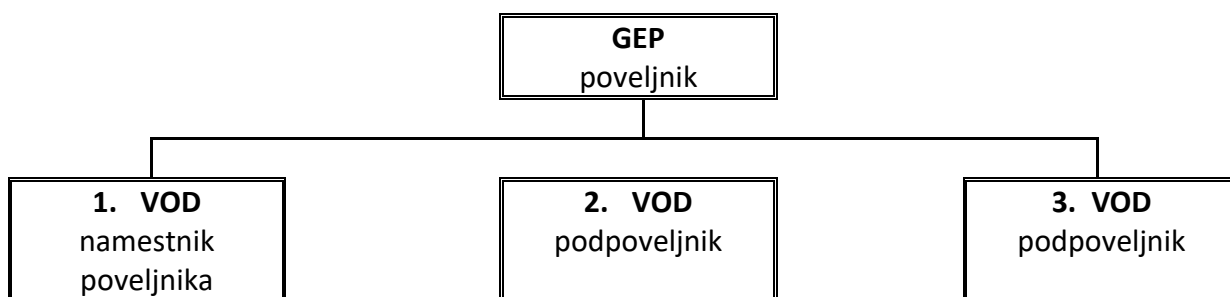 GEP
poveljnik
1. VOD
namestnik
poveljnika
2. VOD
podpoveljnik
3. VOD
podpoveljnik